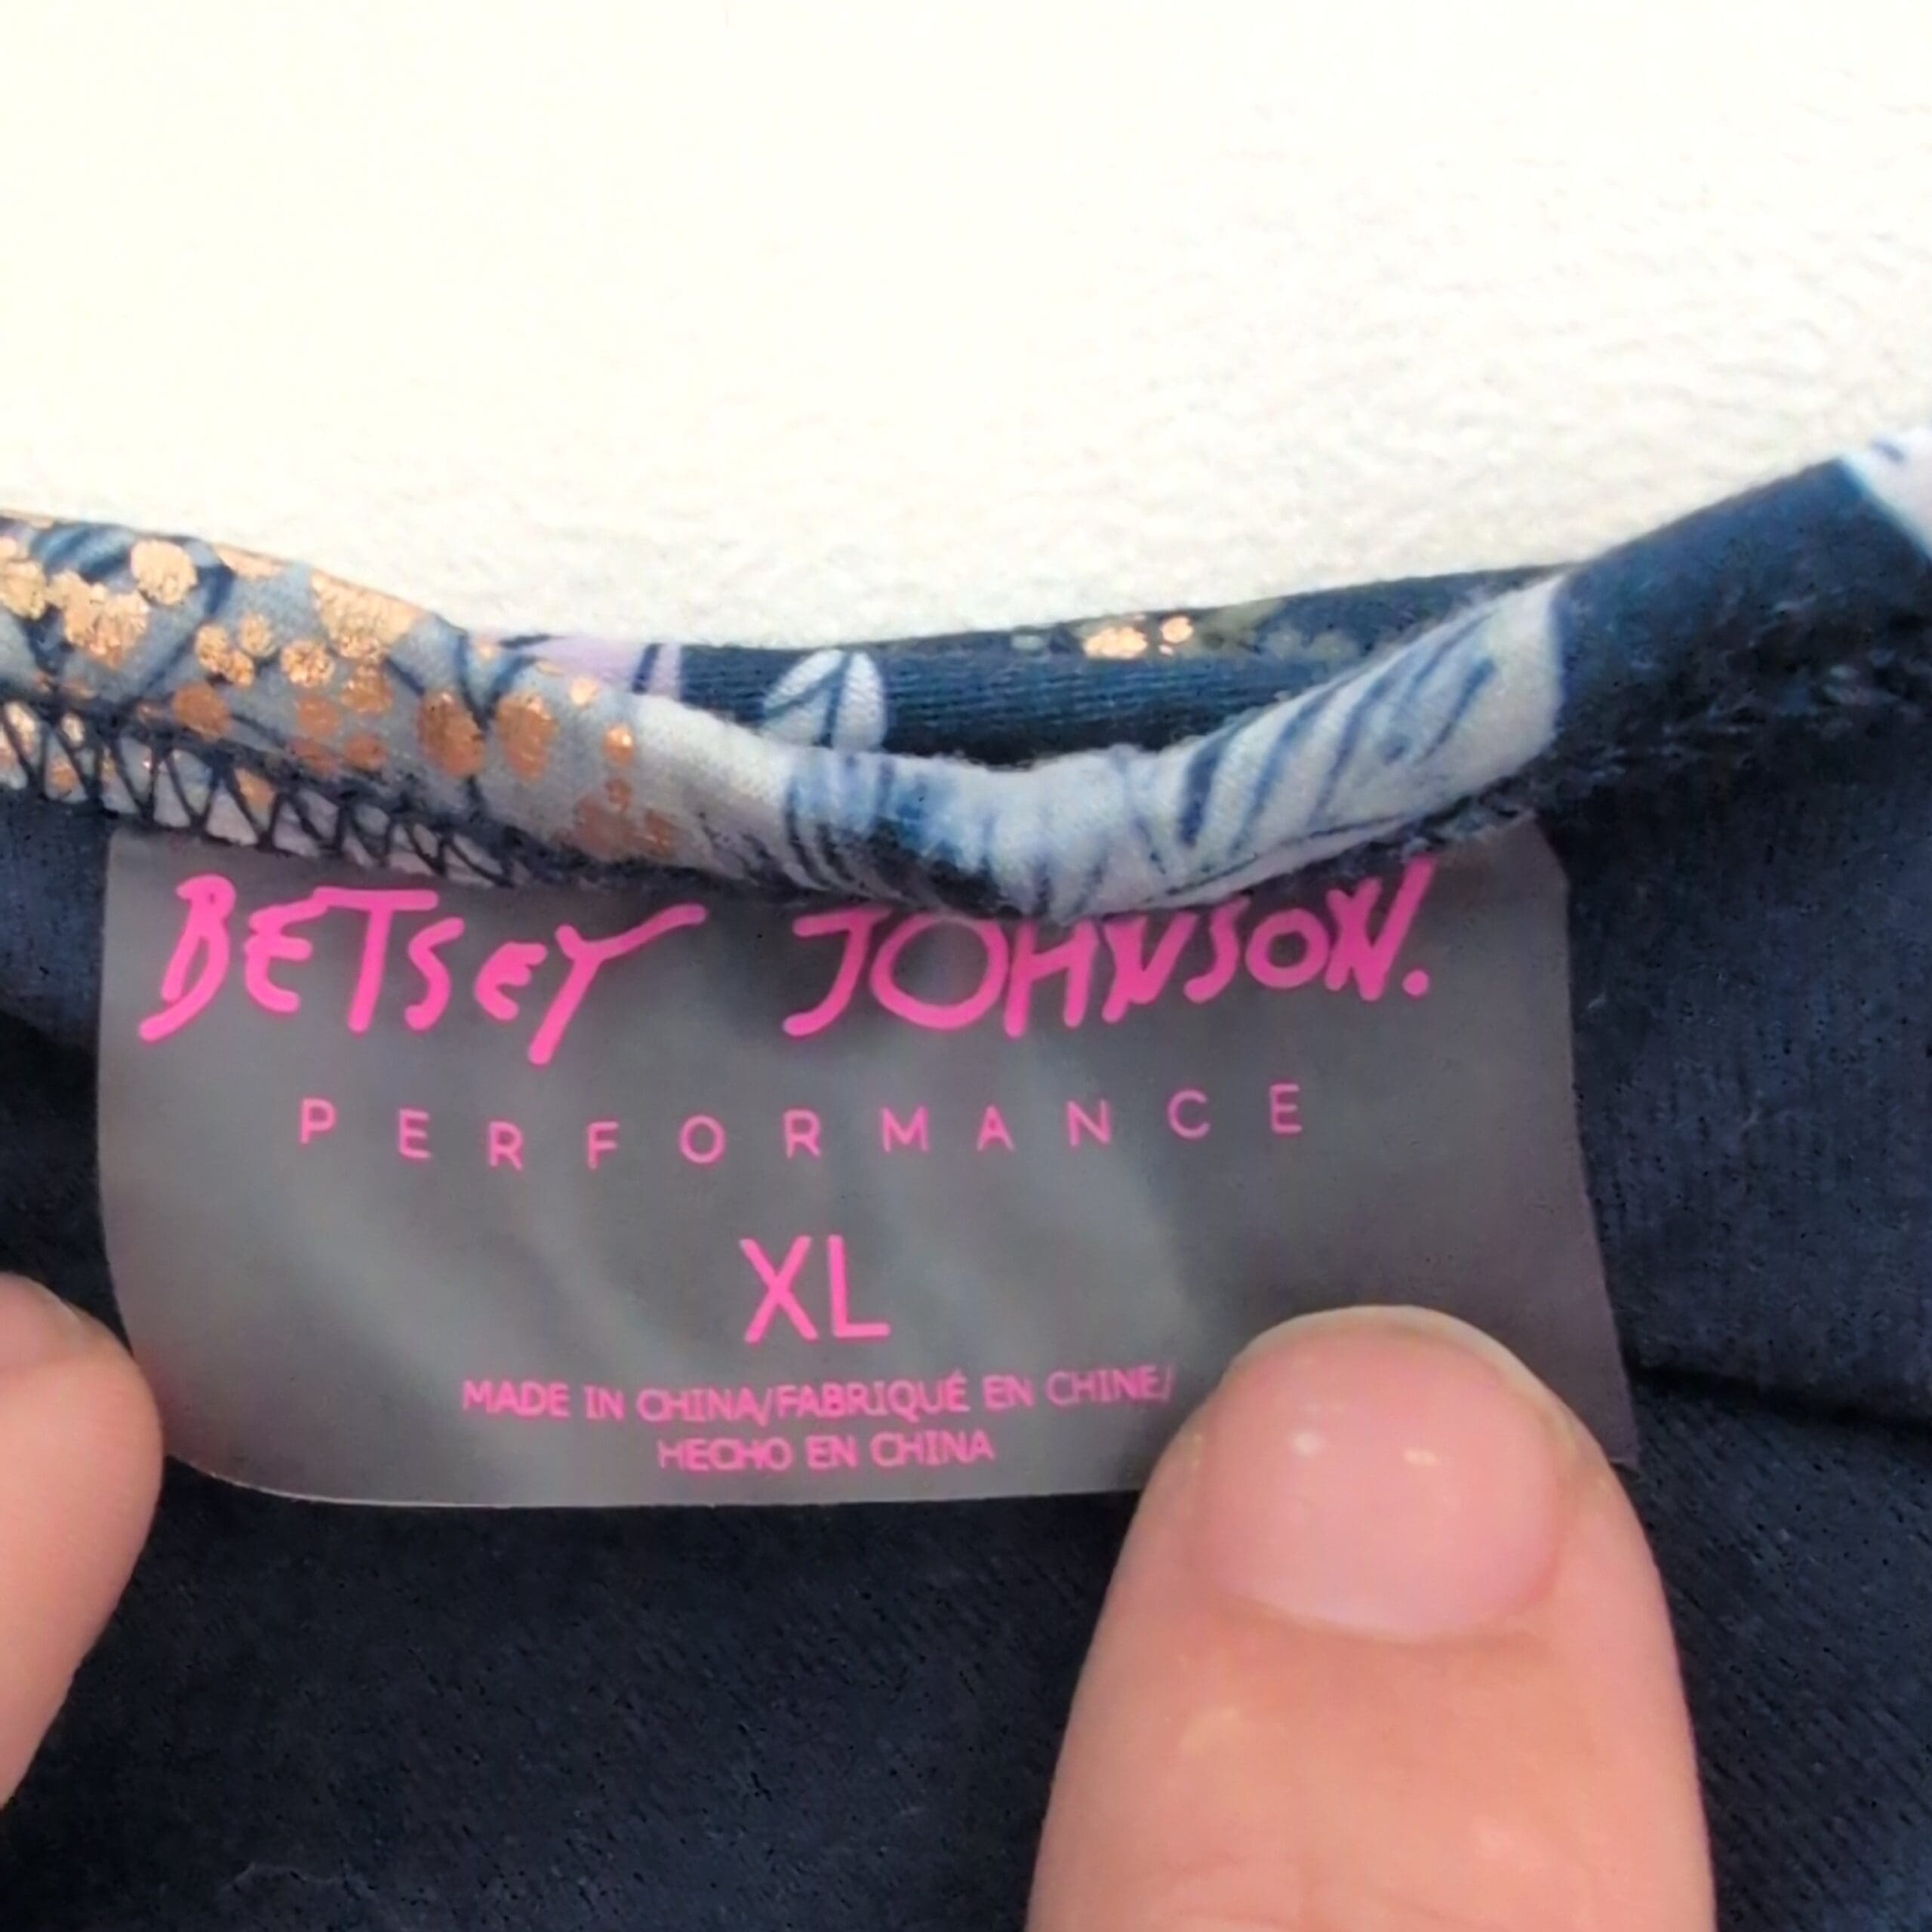 BETSEY JOHNSON.
PERFORMANCE
XL
MADE IN CHINA/FABRIQUÉ EN CHINE/
HECHO EN CHINA